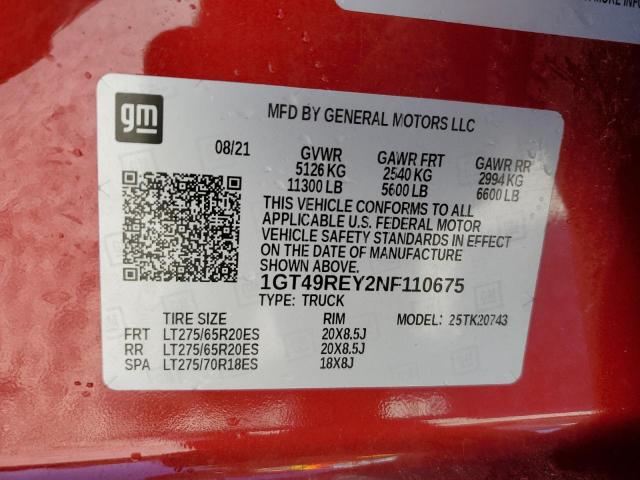 gm
MFD BY GENERAL MOTORS LLC
08/21 GVWR GAWR FRT GAWR RR
5126 KG 2540 KG 2994 KG
11300 LB 5600 LB 6600 LB
THIS VEHICLE CONFORMS TO ALL
APPLICABLE U.S. FEDERAL MOTOR
VEHICLE SAFETY STANDARDS IN EFFECT
ON THE DATE OF MANUFACTURE
SHOWN ABOVE.
1GT49REY2NF110675
TYPE: TRUCK
TIRE SIZE RIM MODEL: 25TK20743
FRT LT275/65R20ES 20X8.5J
RR LT275/65R20ES 20X8.5J
SPA LT275/70R18ES 18X8J